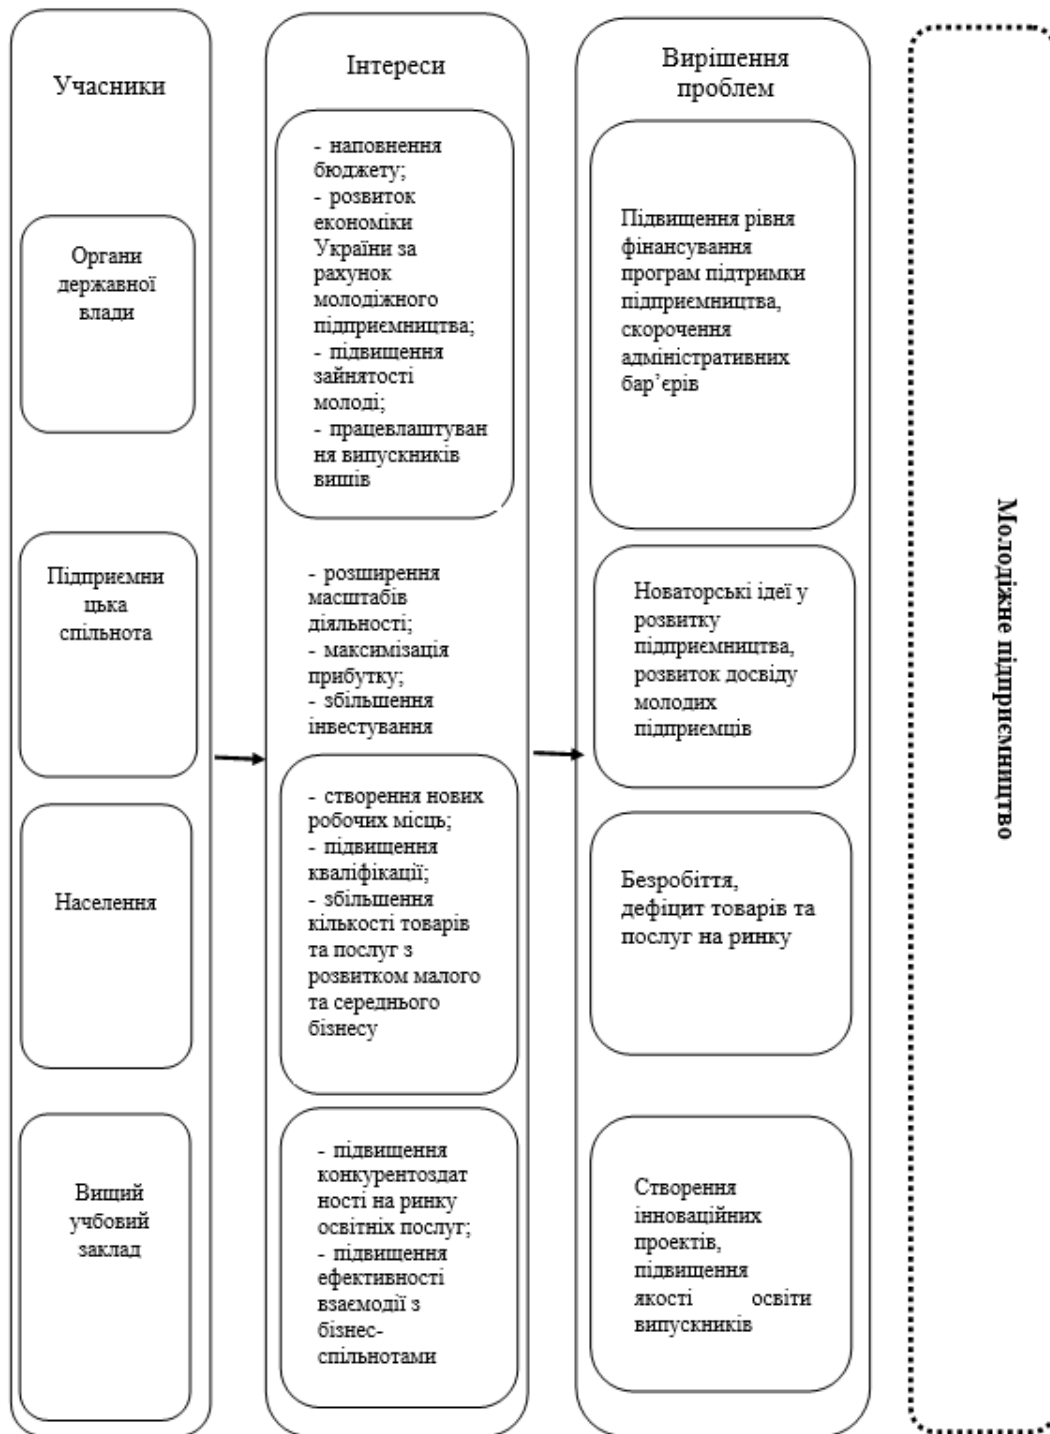 Учасники
Органи
державної
влади
Підприємни
цька
спільнота
Населення
Вищий
учбовий
заклад
Інтереси
- наповнення
бюджету;
- розвиток
економіки
України за
рахунок
молодіжного
підприємництва;
- підвищення
зайнятості
молоді;
- працевлаштуван
ня випускників
вишів
- розширення
масштабів
діяльності;
- максимізація
прибутку;
- збільшення
інвестування
- створення нових
робочих місць;
- підвищення
кваліфікації;
- збільшення
кількості товарів
та послуг з
розвитком малого
та середнього
бізнесу
- підвищення
конкурентоздат
ності на ринку
освітніх послуг;
- підвищення
ефективності
взаємодії з
бізнес-
спільнотами
Вирішення
проблем
Підвищення рівня
фінансування
програм підтримки
підприємництва,
скорочення
адміністративних
бар’єрів
Новаторські ідеї у
розвитку
підприємництва,
розвиток досвіду
молодих
підприємців
Безробіття,
дефіцит товарів та
послуг на ринку
Створення
інноваційних
проектів,
підвищення
якості освіти
випускників
Молодіжне підприємництво